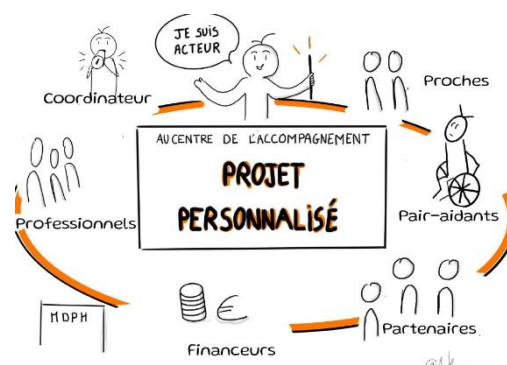 JE SUIS
ACTEUR
Coordinateur
Proches
AU CENTRE DE L'ACCOMPAGNEMENT
PROJET
PERSONNALISÉ
Professionnels
Pair-aidants
MDPH
Financeurs
Partenaires